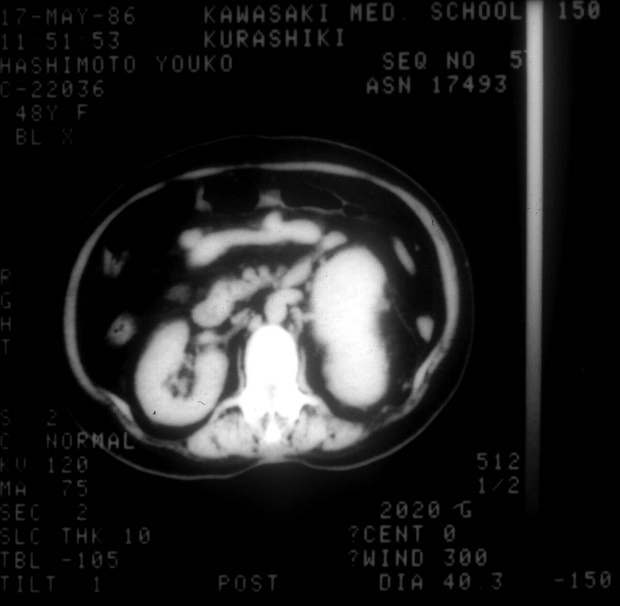 17-MAY-86 KAWASAKI MED. SCHOOL 150
11:51:53 KURASHIKI
HASHIMOTO YOUKO SEQ NO 5
C-22036 ASN 17493
48Y F
BL X
R
G
H
T
S 2
C NORMAL
KV 120 512
MA 75 1/2
SEC 2 2020 G
SLC THK 10 ?CENT 0
TBL -105 ?WIND 300
TILT 1 POST DIA 40.3 -150